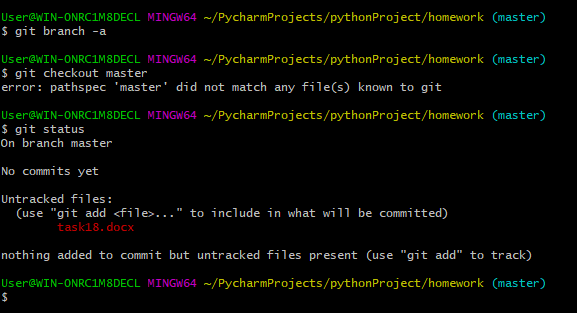 User@WIN-ONRC1M8DECL MINGW64 ~/PycharmProjects/pythonProject/homework (master)
$ git branch -a
User@WIN-ONRC1M8DECL MINGW64 ~/PycharmProjects/pythonProject/homework (master)
$ git checkout master
error: pathspec 'master' did not match any file(s) known to git
User@WIN-ONRC1M8DECL MINGW64 ~/PycharmProjects/pythonProject/homework (master)
$ git status
On branch master
No commits yet
Untracked files:
(use "git add <file>..." to include in what will be committed)
task18.docx
nothing added to commit but untracked files present (use "git add" to track)
User@WIN-ONRC1M8DECL MINGW64 ~/PycharmProjects/pythonProject/homework (master)
$